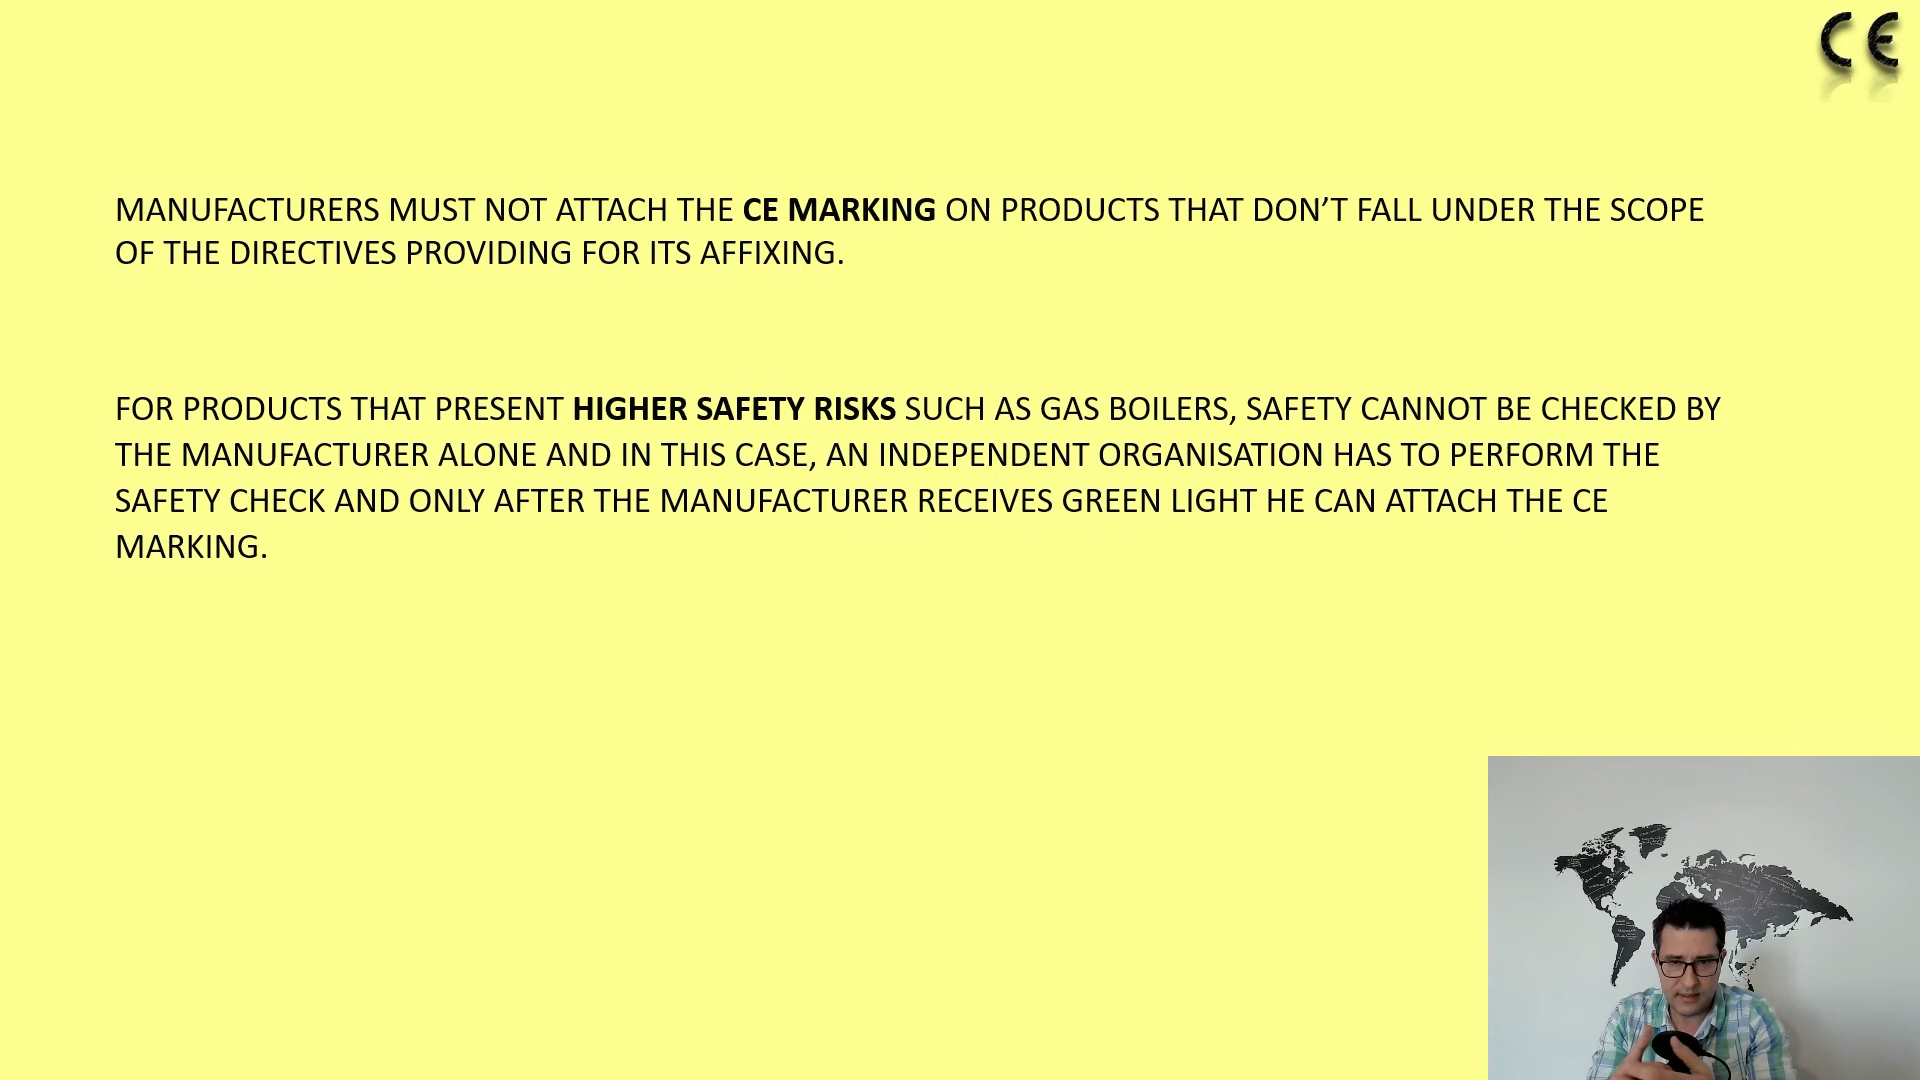 CE
MANUFACTURERS MUST NOT ATTACH THE CE MARKING ON PRODUCTS THAT DON’T FALL UNDER THE SCOPE
OF THE DIRECTIVES PROVIDING FOR ITS AFFIXING.
FOR PRODUCTS THAT PRESENT HIGHER SAFETY RISKS SUCH AS GAS BOILERS, SAFETY CANNOT BE CHECKED BY
THE MANUFACTURER ALONE AND IN THIS CASE, AN INDEPENDENT ORGANISATION HAS TO PERFORM THE
SAFETY CHECK AND ONLY AFTER THE MANUFACTURER RECEIVES GREEN LIGHT HE CAN ATTACH THE CE
MARKING.